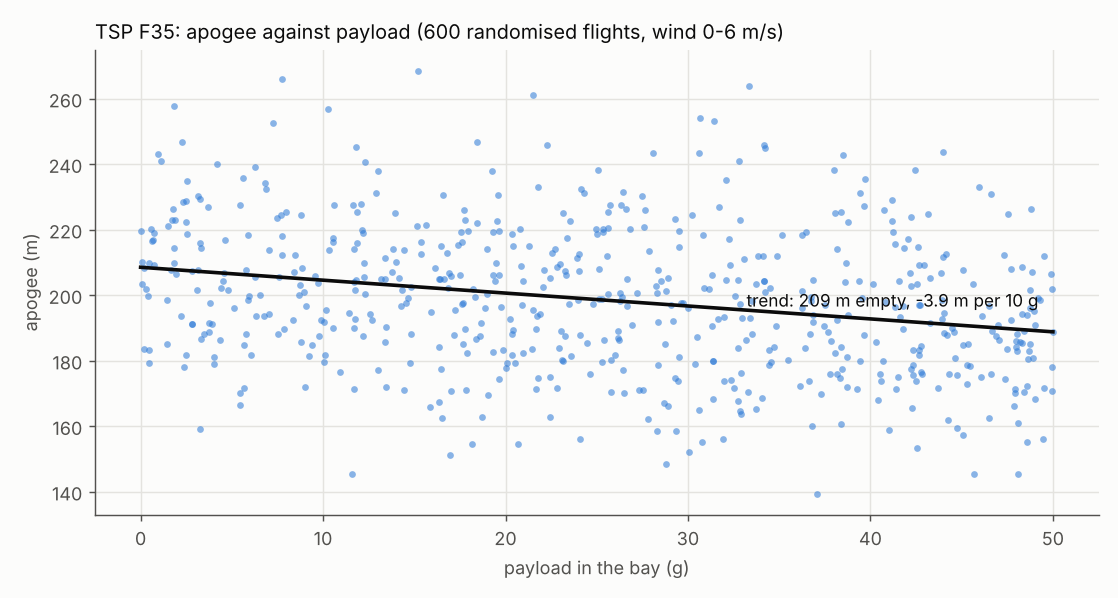 TSP F35: apogee against payload (600 randomised flights, wind 0-6 m/s)
apogee (m)
260
240
220
200
180
160
140
trend: 209 m empty, -3.9 m per 10 g
0 10 20 30 40 50
payload in the bay (g)